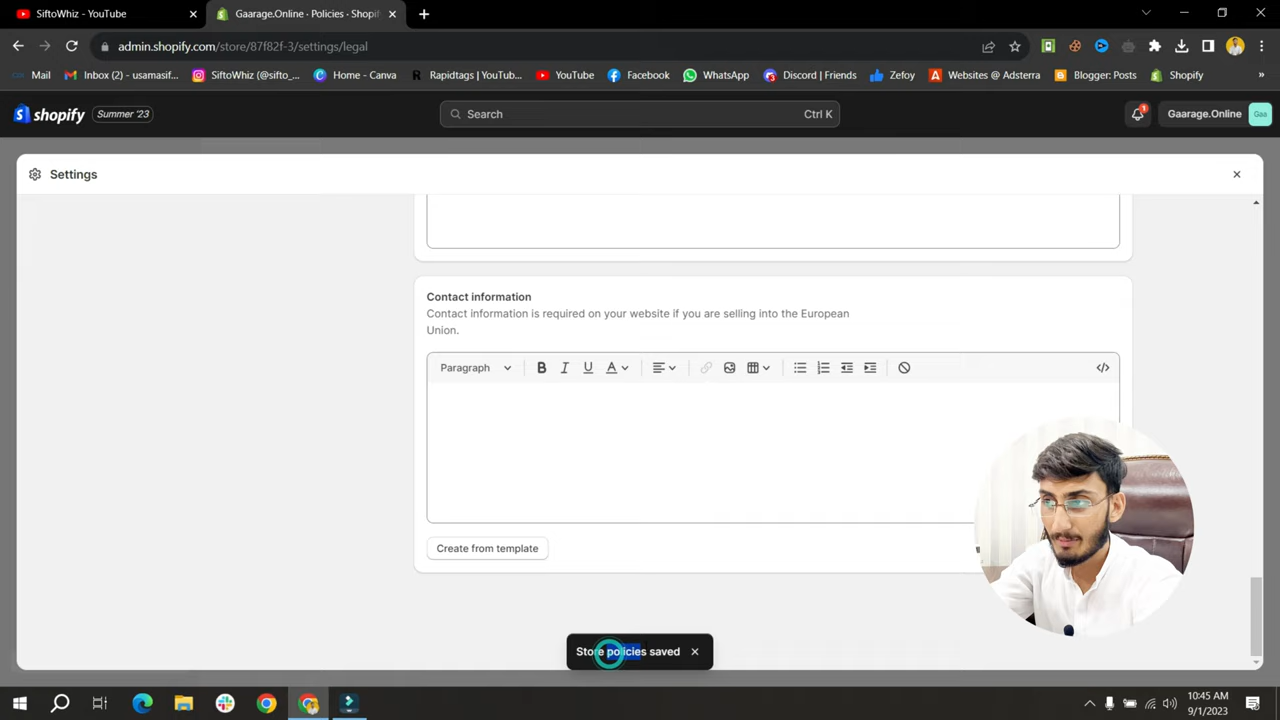 SiftoWhiz - YouTube
Gaarage.Online · Policies · Shopif
admin.shopify.com/store/87f82f-3/settings/legal
Mail
Inbox (2) - usamasif...
SiftoWhiz (@sifto_...
Home - Canva
Rapidtags | YouTub...
YouTube
Facebook
WhatsApp
Discord | Friends
Zefoy
Websites @ Adsterra
Blogger: Posts
Shopify
»
shopify
Summer '23
Search
Ctrl K
1
Gaarage.Online
Gaa
Settings
Contact information
Contact information is required on your website if you are selling into the European
Union.
Paragraph
B I U A
Create from template
Store policies saved
10:45 AM
9/1/2023